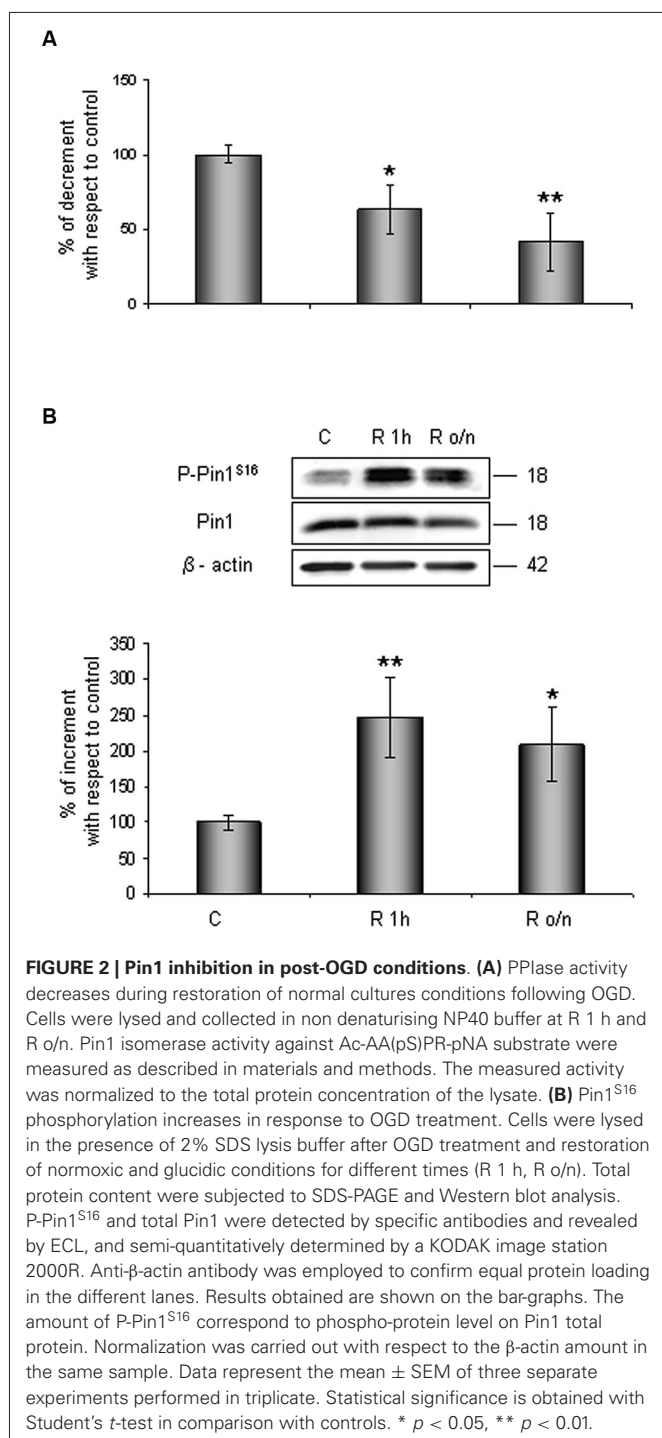 A
% of decrement
with respect to control
150
100
50
0
*
**
B
C R 1h R o/n
P-Pin1^S16 — 18
Pin1 — 18
β - actin — 42
% of increment
with respect to control
350
300
250
200
150
100
50
0
**
*
C R 1h R o/n
FIGURE 2 | Pin1 inhibition in post-OGD conditions. (A) PPIase activity
decreases during restoration of normal cultures conditions following OGD.
Cells were lysed and collected in non denaturising NP40 buffer at R 1 h and
R o/n. Pin1 isomerase activity against Ac-AA(pS)PR-pNA substrate were
measured as described in materials and methods. The measured activity
was normalized to the total protein concentration of the lysate. (B) Pin1^S16
phosphorylation increases in response to OGD treatment. Cells were lysed
in the presence of 2% SDS lysis buffer after OGD treatment and restoration
of normoxic and glucidic conditions for different times (R 1 h, R o/n). Total
protein content were subjected to SDS-PAGE and Western blot analysis.
P-Pin1^S16 and total Pin1 were detected by specific antibodies and revealed
by ECL, and semi-quantitatively determined by a KODAK image station
2000R. Anti-β-actin antibody was employed to confirm equal protein loading
in the different lanes. Results obtained are shown on the bar-graphs. The
amount of P-Pin1^S16 correspond to phospho-protein level on Pin1 total
protein. Normalization was carried out with respect to the β-actin amount in
the same sample. Data represent the mean ± SEM of three separate
experiments performed in triplicate. Statistical significance is obtained with
Student's t-test in comparison with controls. * p < 0.05, ** p < 0.01.